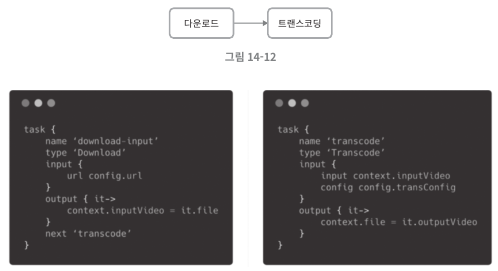 다운로드
트랜스코딩
그림 14-12
task {
name ‘download-input’
type ‘Download’
input {
url config.url
}
output { it->
context.inputVideo = it.file
}
next ‘transcode’
}
task {
name ‘transcode’
type ‘Transcode’
input {
input context.inputVideo
config config.transConfig
}
output { it->
context.file = it.outputVideo
}
}